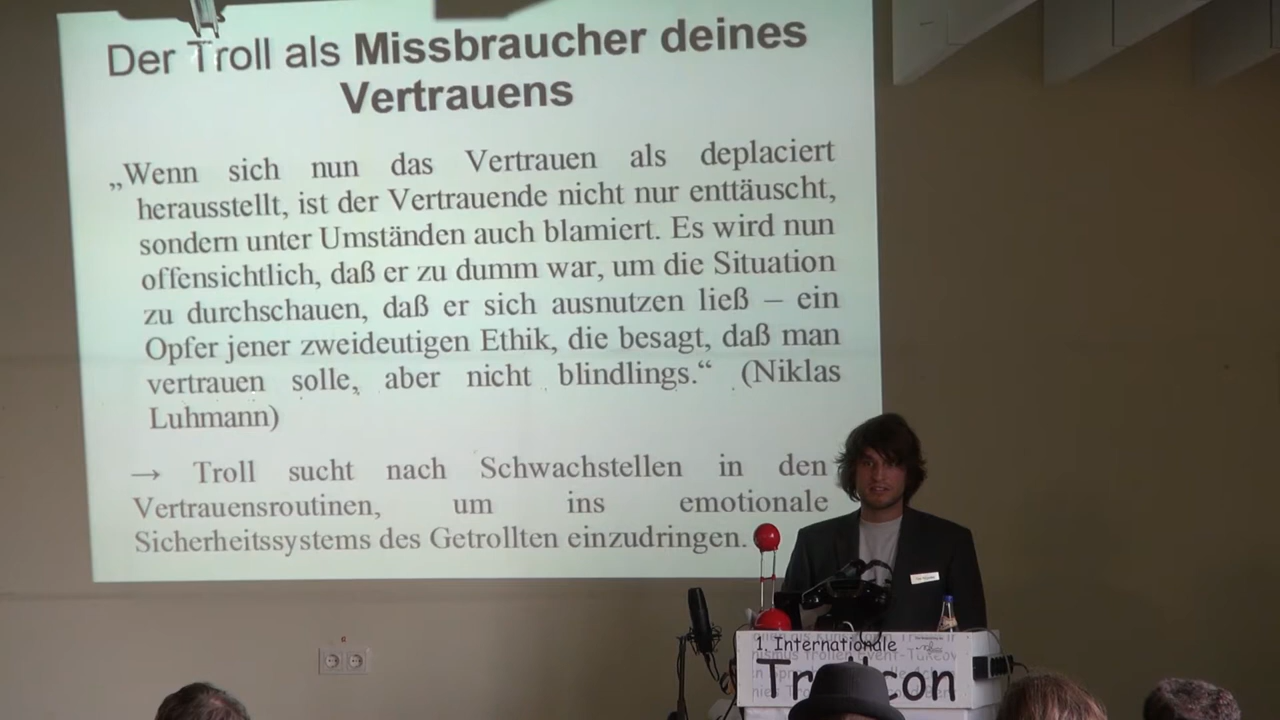 Der Troll als Missbraucher deines
Vertrauens
„Wenn sich nun das Vertrauen als deplaciert
herausstellt, ist der Vertrauende nicht nur enttäuscht,
sondern unter Umständen auch blamiert. Es wird nun
offensichtlich, daß er zu dumm war, um die Situation
zu durchschauen, daß er sich ausnutzen ließ – ein
Opfer jener zweideutigen Ethik, die besagt, daß man
vertrauen solle, aber nicht blindlings.“ (Niklas
Luhmann)
→ Troll sucht nach Schwachstellen in den
Vertrauensroutinen, um ins emotionale
Sicherheitssystems des Getrollten einzudringen.
1. Internationale